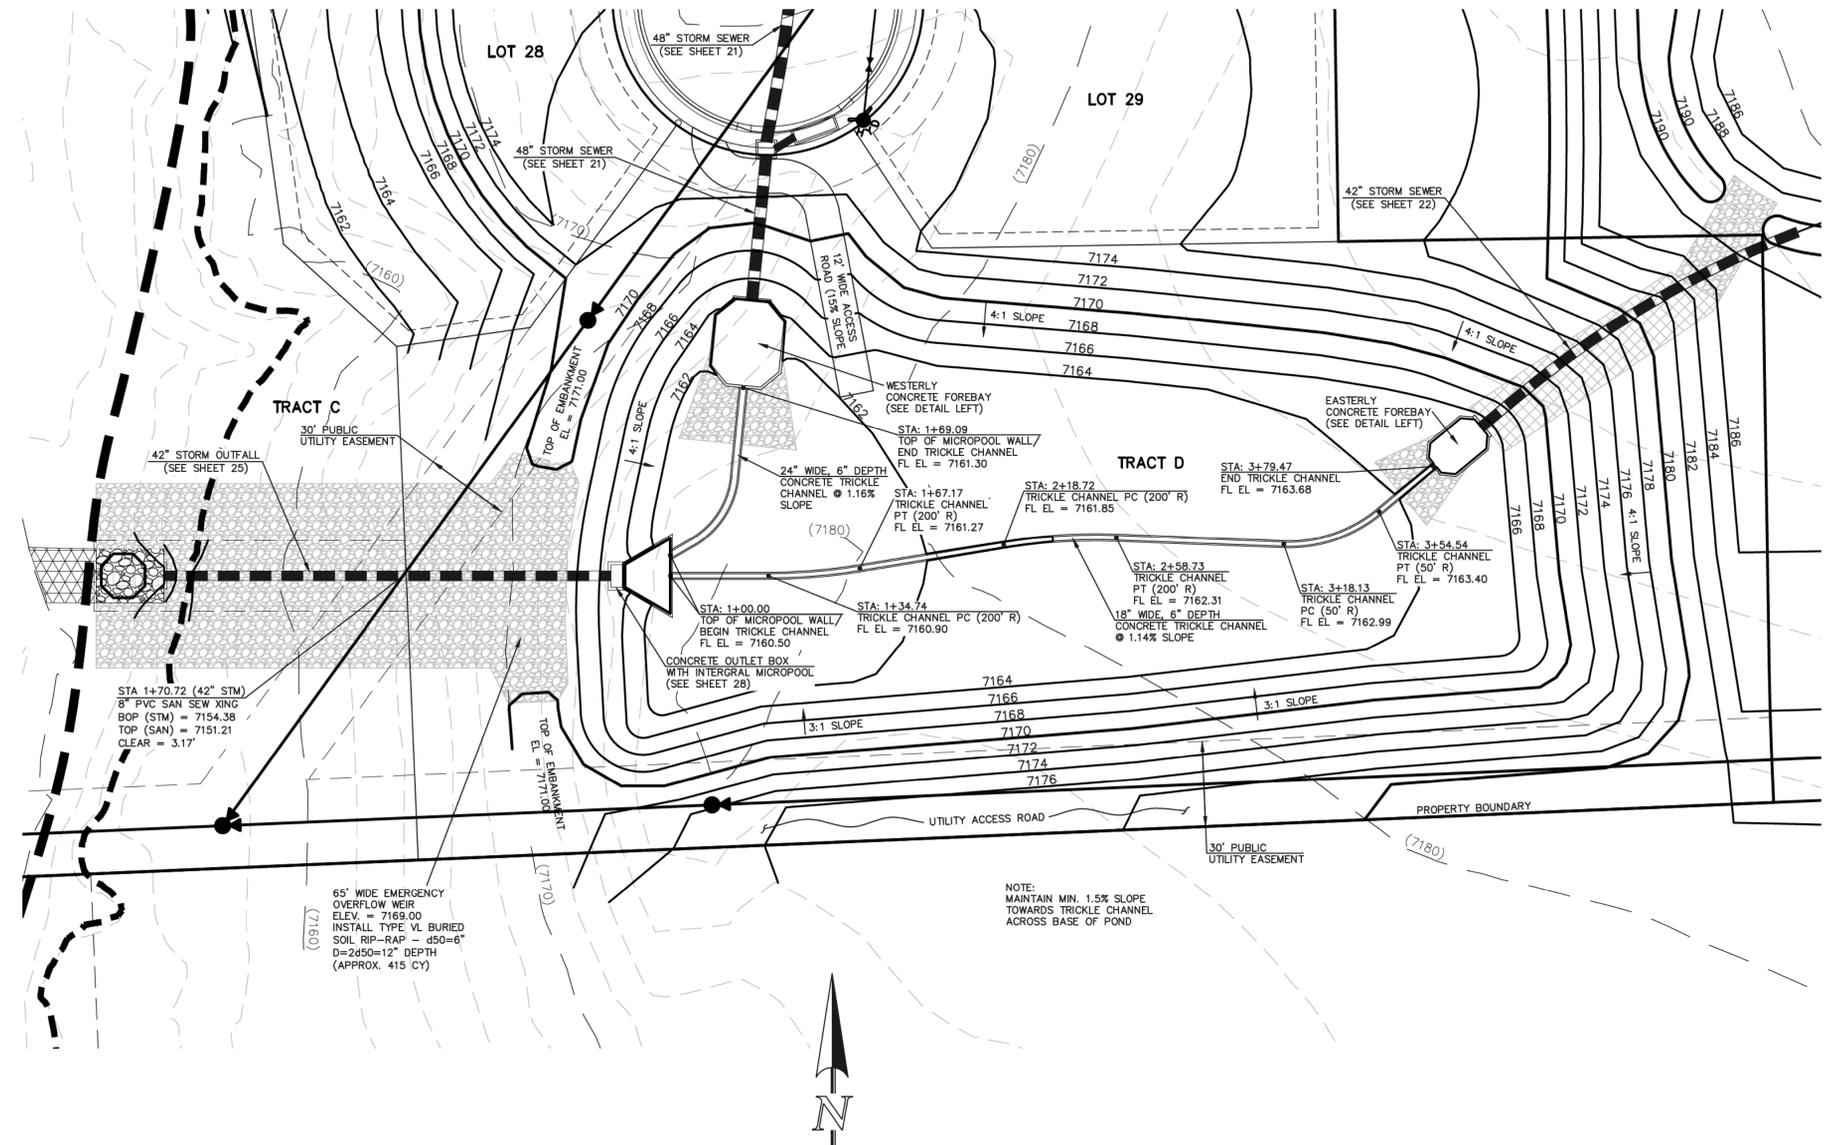 48" STORM SEWER
(SEE SHEET 21)
LOT 28
LOT 29
48" STORM SEWER
(SEE SHEET 21)
42" STORM SEWER
(SEE SHEET 22)
7174
7172
7170
7168
7166
7164
7162
(7160)
(7170)
(7180)
7190
7190
7188
7186
12' WIDE ACCESS
ROAD (15% SLOPE
7170
7168
7166
7164
7162
7162
7174
7172
7170
7168
7166
7164
4:1 SLOPE
4:1 SLOPE
4:1 SLOPE
TOP OF EMBANKMENT
EL = 7171.00
TRACT C
30' PUBLIC
UTILITY EASEMENT
42" STORM OUTFALL
(SEE SHEET 25)
WESTERLY
CONCRETE FOREBAY
(SEE DETAIL LEFT)
EASTERLY
CONCRETE FOREBAY
(SEE DETAIL LEFT)
STA: 1+69.09
TOP OF MICROPOOL WALL/
END TRICKLE CHANNEL
FL EL = 7161.30
24" WIDE, 6" DEPTH
CONCRETE TRICKLE
CHANNEL @ 1.16%
SLOPE
STA: 1+67.17
TRICKLE CHANNEL
PT (200' R)
FL EL = 7161.27
TRACT D
STA: 2+18.72
TRICKLE CHANNEL PC (200' R)
FL EL = 7161.85
STA: 3+79.47
END TRICKLE CHANNEL
FL EL = 7163.68
(7180)
STA: 3+54.54
TRICKLE CHANNEL
PT (50' R)
FL EL = 7163.40
STA: 2+58.73
TRICKLE CHANNEL
PT (200' R)
FL EL = 7162.31
18" WIDE, 6" DEPTH
CONCRETE TRICKLE CHANNEL
@ 1.14% SLOPE
STA: 3+18.13
TRICKLE CHANNEL
PC (50' R)
FL EL = 7162.99
STA: 1+00.00
TOP OF MICROPOOL WALL/
BEGIN TRICKLE CHANNEL
FL EL = 7160.50
STA: 1+34.74
TRICKLE CHANNEL PC (200' R)
FL EL = 7160.90
CONCRETE OUTLET BOX
WITH INTERGRAL MICROPOOL
(SEE SHEET 28)
7166
7168
7170
7172
7174
7176
4:1 SLOPE
7178
7180
7182
7184
7186
STA 1+70.72 (42" STM)
8" PVC SAN SEW XING
BOP (STM) = 7154.38
TOP (SAN) = 7151.21
CLEAR = 3.17'
TOP OF EMBANKMENT
EL = 7171.00
7164
7166
7168
7170
7172
7174
7176
3:1 SLOPE
3:1 SLOPE
UTILITY ACCESS ROAD
PROPERTY BOUNDARY
30' PUBLIC
UTILITY EASEMENT
(7180)
(7170)
(7160)
65' WIDE EMERGENCY
OVERFLOW WEIR
ELEV. = 7169.00
INSTALL TYPE VL BURIED
SOIL RIP-RAP - d50=6"
D=2d50=12" DEPTH
(APPROX. 415 CY)
NOTE:
MAINTAIN MIN. 1.5% SLOPE
TOWARDS TRICKLE CHANNEL
ACROSS BASE OF POND
N